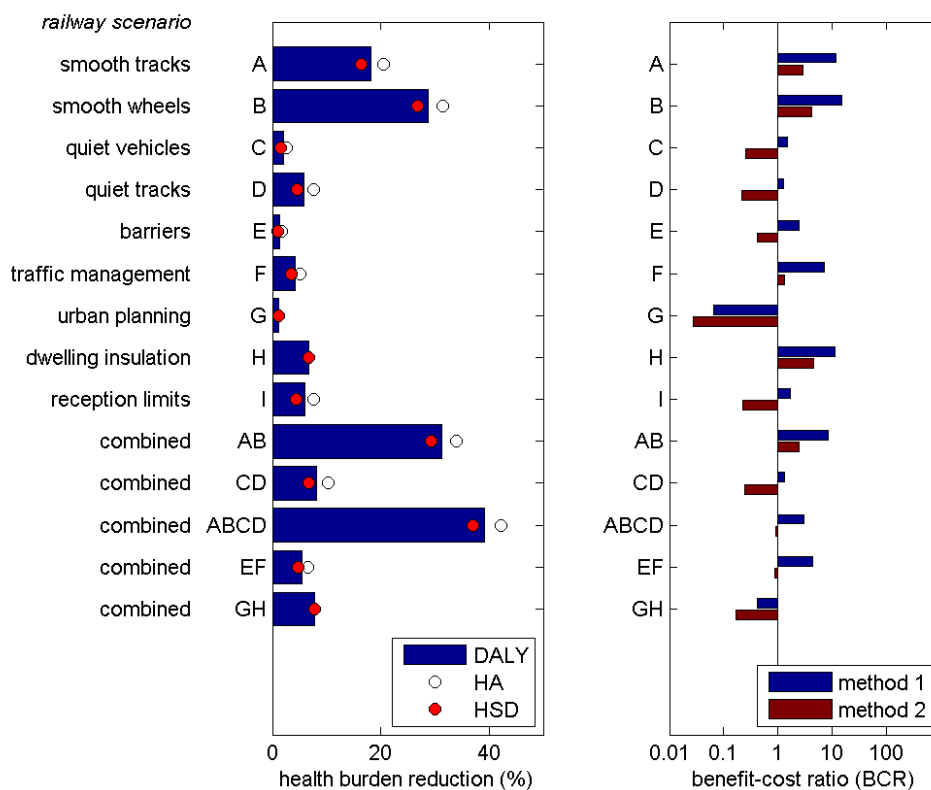 railway scenario
smooth tracks A A
smooth wheels B B
quiet vehicles C C
quiet tracks D D
barriers E E
traffic management F F
urban planning G G
dwelling insulation H H
reception limits I I
combined AB AB
combined CD CD
combined ABCD ABCD
combined EF EF
combined GH GH
DALY
HA
HSD
method 1
method 2
0 20 40 0.01 0.1 1 10 100
health burden reduction (%) benefit-cost ratio (BCR)